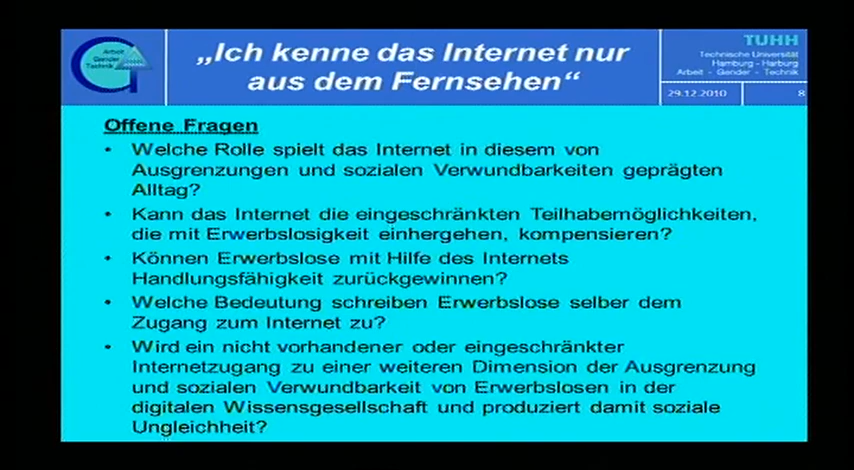 Arbeit
Gender
Technik
„Ich kenne das Internet nur
aus dem Fernsehen“
TUHH
Technische Universität
Hamburg - Harburg
Arbeit - Gender - Technik
29.12.2010
8
Offene Fragen
• Welche Rolle spielt das Internet in diesem von
Ausgrenzungen und sozialen Verwundbarkeiten geprägten
Alltag?
• Kann das Internet die eingeschränkten Teilhabemöglichkeiten,
die mit Erwerbslosigkeit einhergehen, kompensieren?
• Können Erwerbslose mit Hilfe des Internets
Handlungsfähigkeit zurückgewinnen?
• Welche Bedeutung schreiben Erwerbslose selber dem
Zugang zum Internet zu?
• Wird ein nicht vorhandener oder eingeschränkter
Internetzugang zu einer weiteren Dimension der Ausgrenzung
und sozialen Verwundbarkeit von Erwerbslosen in der
digitalen Wissensgesellschaft und produziert damit soziale
Ungleichheit?